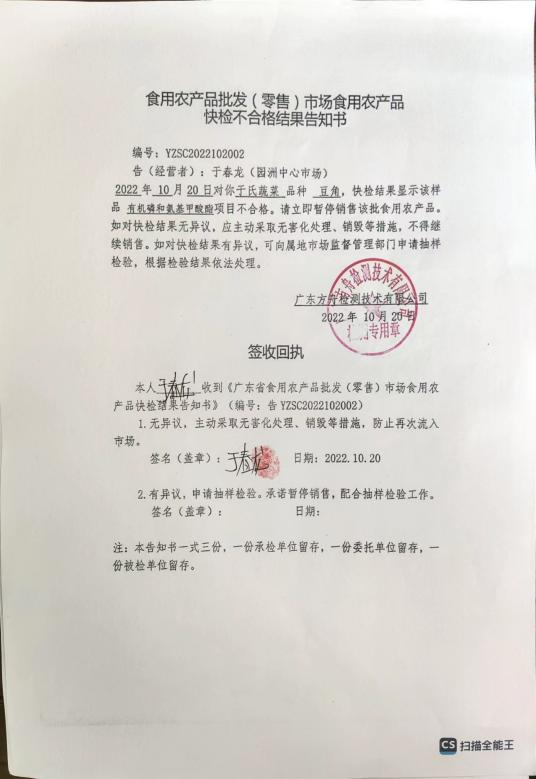 食用农产品批发（零售）市场食用农产品
快检不合格结果告知书
编号：YZSC2022102002
告（经营者）：于春龙（园洲中心市场）
2022 年 10 月 20 日对你于氏蔬菜 品种 豆角，快检结果显示该样
品 有机磷和氨基甲酸酯项目不合格。请立即暂停销售该批食用农产品。
如对快检结果无异议，应主动采取无害化处理、销毁等措施，不得继
续销售。如对快检结果有异议，可向属地市场监督管理部门申请抽样
检验，根据检验结果依法处理。
广东方舟检测技术有限公司
2022 年 10 月 20 日
专用章
签收回执
本人于春龙收到《广东省食用农产品批发（零售）市场食用农
产品快检结果告知书》（编号：告 YZSC2022102002）
1.无异议，主动采取无害化处理、销毁等措施，防止再次流入
市场。
签名（盖章）：于春龙 日期：2022.10.20
2.有异议，申请抽样检验。承诺暂停销售，配合抽样检验工作。
签名（盖章）： 日期：
注：本告知书一式三份，一份承检单位留存，一份委托单位留存，一
份被检单位留存。
CS 扫描全能王